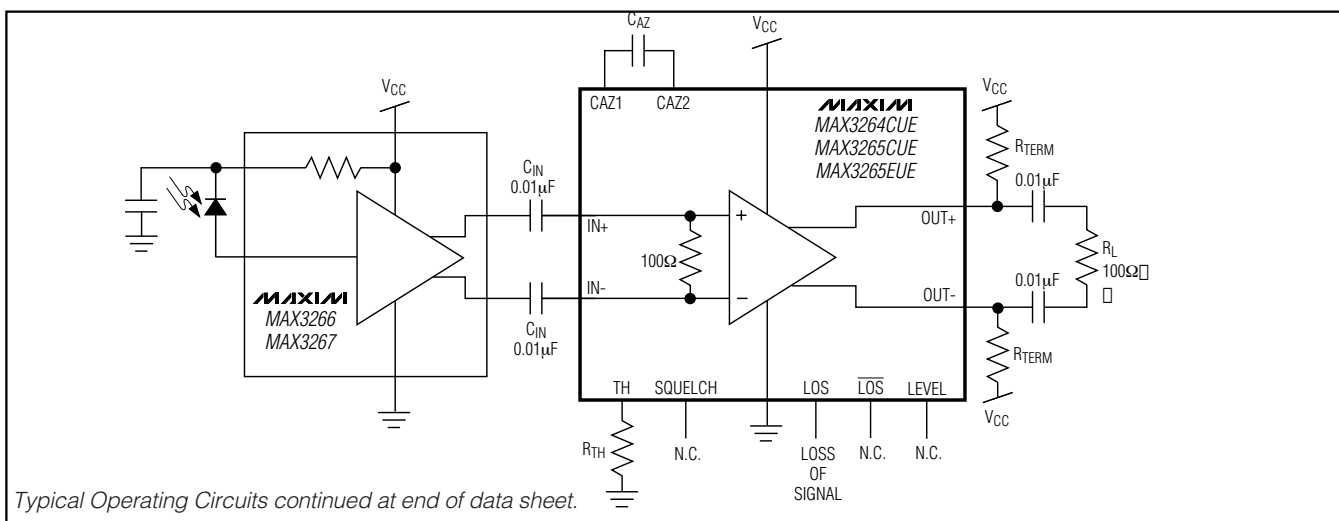 CAZ
VCC
CAZ1
CAZ2
MAXIM
MAX3264CUE
MAX3265CUE
MAX3265EUE
VCC
RTERM
0.01µF
VCC
CIN
0.01µF
IN+
+
100Ω
OUT+
RL
100Ω
IN-
−
OUT-
0.01µF
MAXIM
MAX3266
MAX3267
CIN
0.01µF
RTERM
VCC
TH
SQUELCH
LOS
LOS
LEVEL
RTH
N.C.
LOSS
OF
SIGNAL
N.C.
N.C.
Typical Operating Circuits continued at end of data sheet.